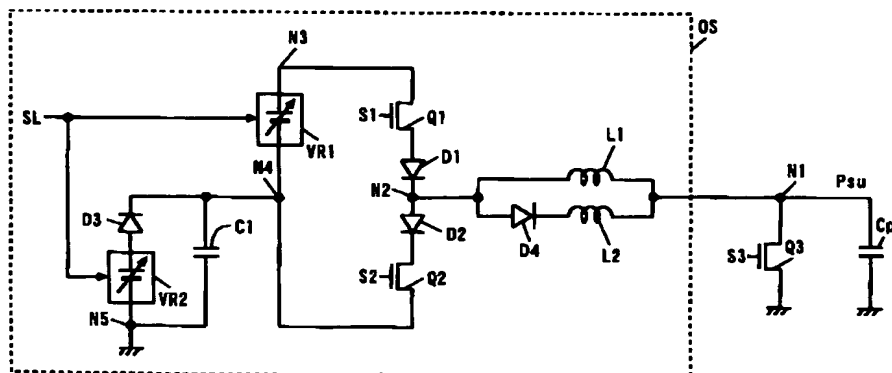 OS
N3
SL
S1
Q1
VR1
L1
D1
N4
N2
N1
Psu
D3
C1
D2
D4
L2
Cp
S3
Q3
VR2
S2
Q2
N5